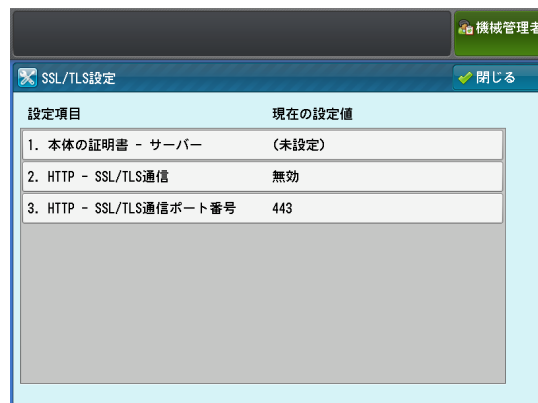 機械管理者
SSL/TLS設定
閉じる
設定項目 現在の設定値
1. 本体の証明書 - サーバー (未設定)
2. HTTP - SSL/TLS通信 無効
3. HTTP - SSL/TLS通信ポート番号 443